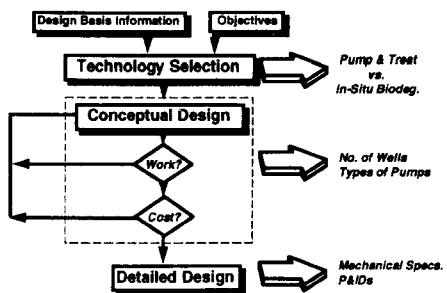 Design Basis Information
Objectives
Technology Selection
Pump & Treat
vs.
In-Situ Biodeg.
Conceptual Design
Work?
No. of Wells
Types of Pumps
Cost?
Detailed Design
Mechanical Specs.
P&IDs